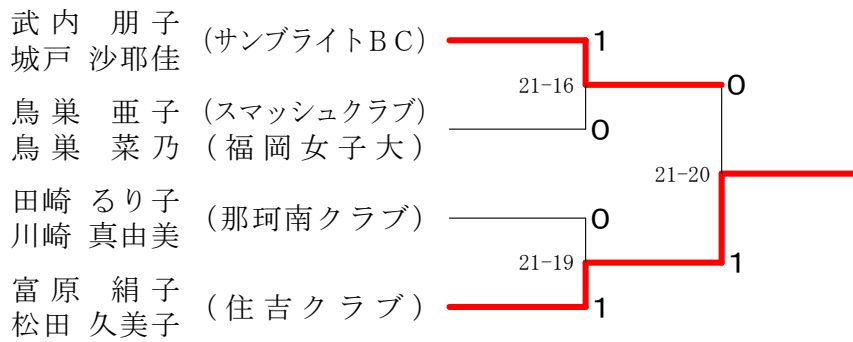 武内 朋子
城戸 沙耶佳
(サンブライトBC)
1
21-16
0
鳥巣 亜子
(スマッシュクラブ)
鳥巣 菜乃
(福岡女子大)
0
21-20
田崎 るり子
川崎 真由美
(那珂南クラブ)
0
21-19
1
富原 絹子
松田 久美子
(住吉クラブ)
1